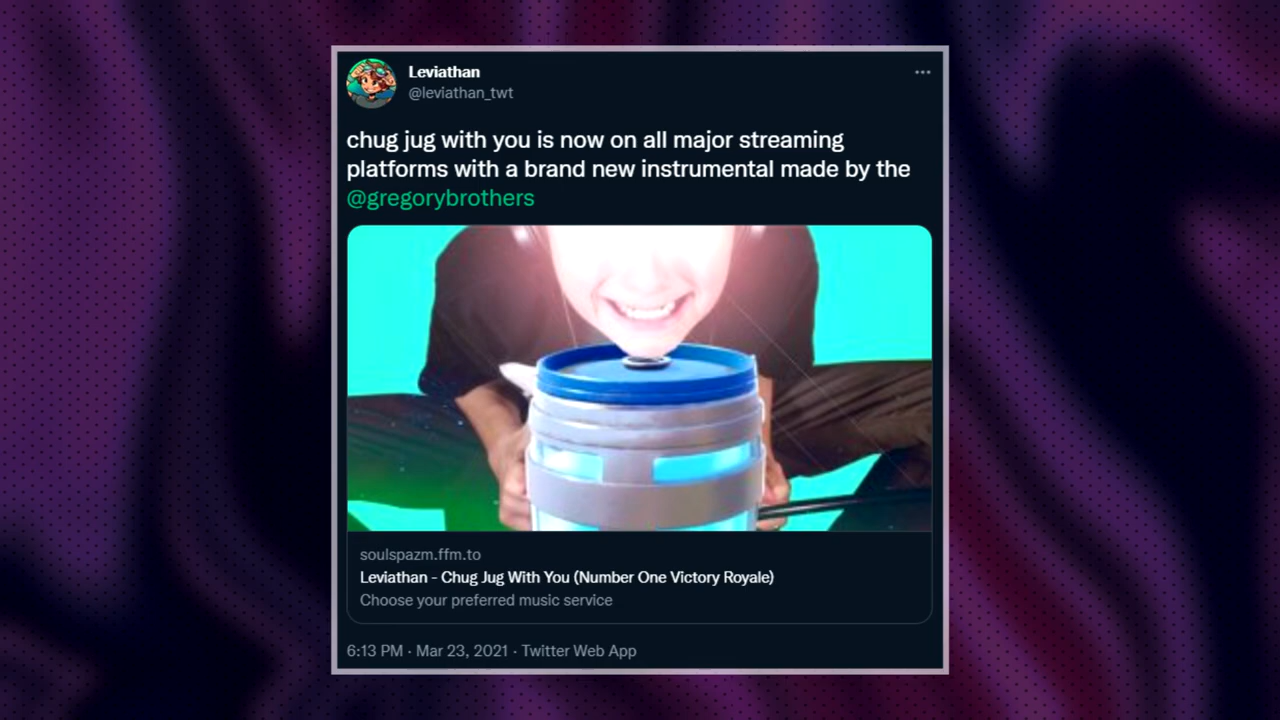 Leviathan
@leviathan_twt
chug jug with you is now on all major streaming
platforms with a brand new instrumental made by the
@gregorybrothers
soulspazm.ffm.to
Leviathan - Chug Jug With You (Number One Victory Royale)
Choose your preferred music service
6:13 PM · Mar 23, 2021 · Twitter Web App